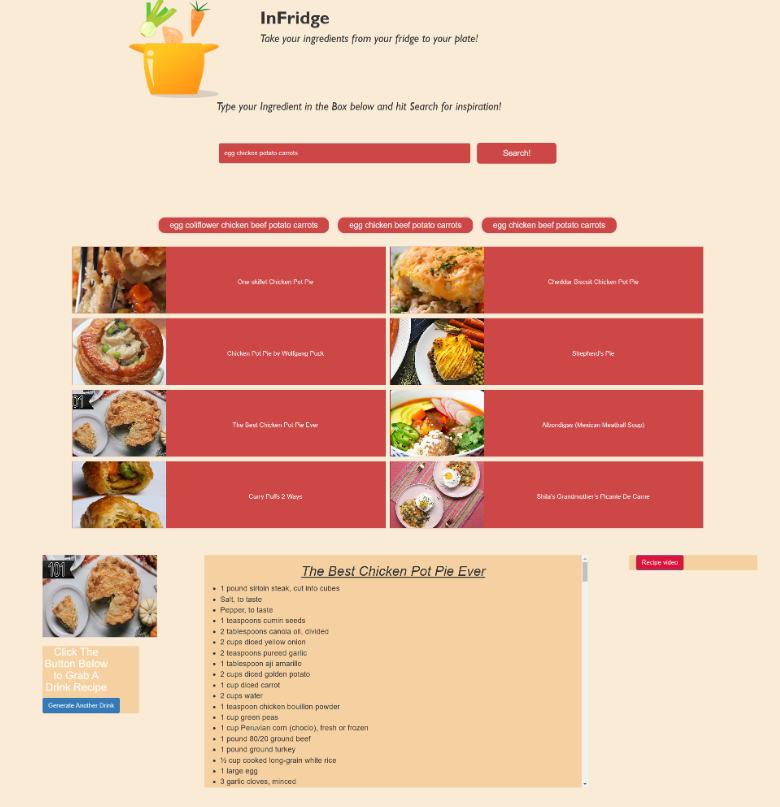 InFridge
Take your ingredients from your fridge to your plate!
Type your Ingredient in the Box below and hit Search for inspiration!
egg chicken potato carrots
Search!
egg coliflower chicken beef potato carrots
egg chicken beef potato carrots
egg chicken beef potato carrots
One skillet Chicken Pot Pie
Cheddar Biscuit Chicken Pot Pie
Chicken Pot Pie by Wolfgang Puck
Shepherd's Pie
01
The Best Chicken Pot Pie Ever
Albondigas (Mexican Meatball Soup)
Curry Puffs 2 Ways
Shila's Grandmother's Picante De Carne
101
Click The
Button Below
to Grab A
Drink Recipe
Generate Another Drink
The Best Chicken Pot Pie Ever
1 pound sirloin steak, cut into cubes
Salt, to taste
Pepper, to taste
1 teaspoons cumin seeds
2 tablespoons canola oil, divided
2 cups diced yellow onion
2 teaspoons pureed garlic
1 tablespoon aji amarillo
2 cups diced golden potato
1 cup diced carrot
2 cups water
1 teaspoon chicken bouillon powder
1 cup green peas
1 cup Peruvian corn (choclo), fresh or frozen
1 pound 80/20 ground beef
1 pound ground turkey
½ cup cooked long-grain white rice
1 large egg
3 garlic cloves, minced
Recipe video